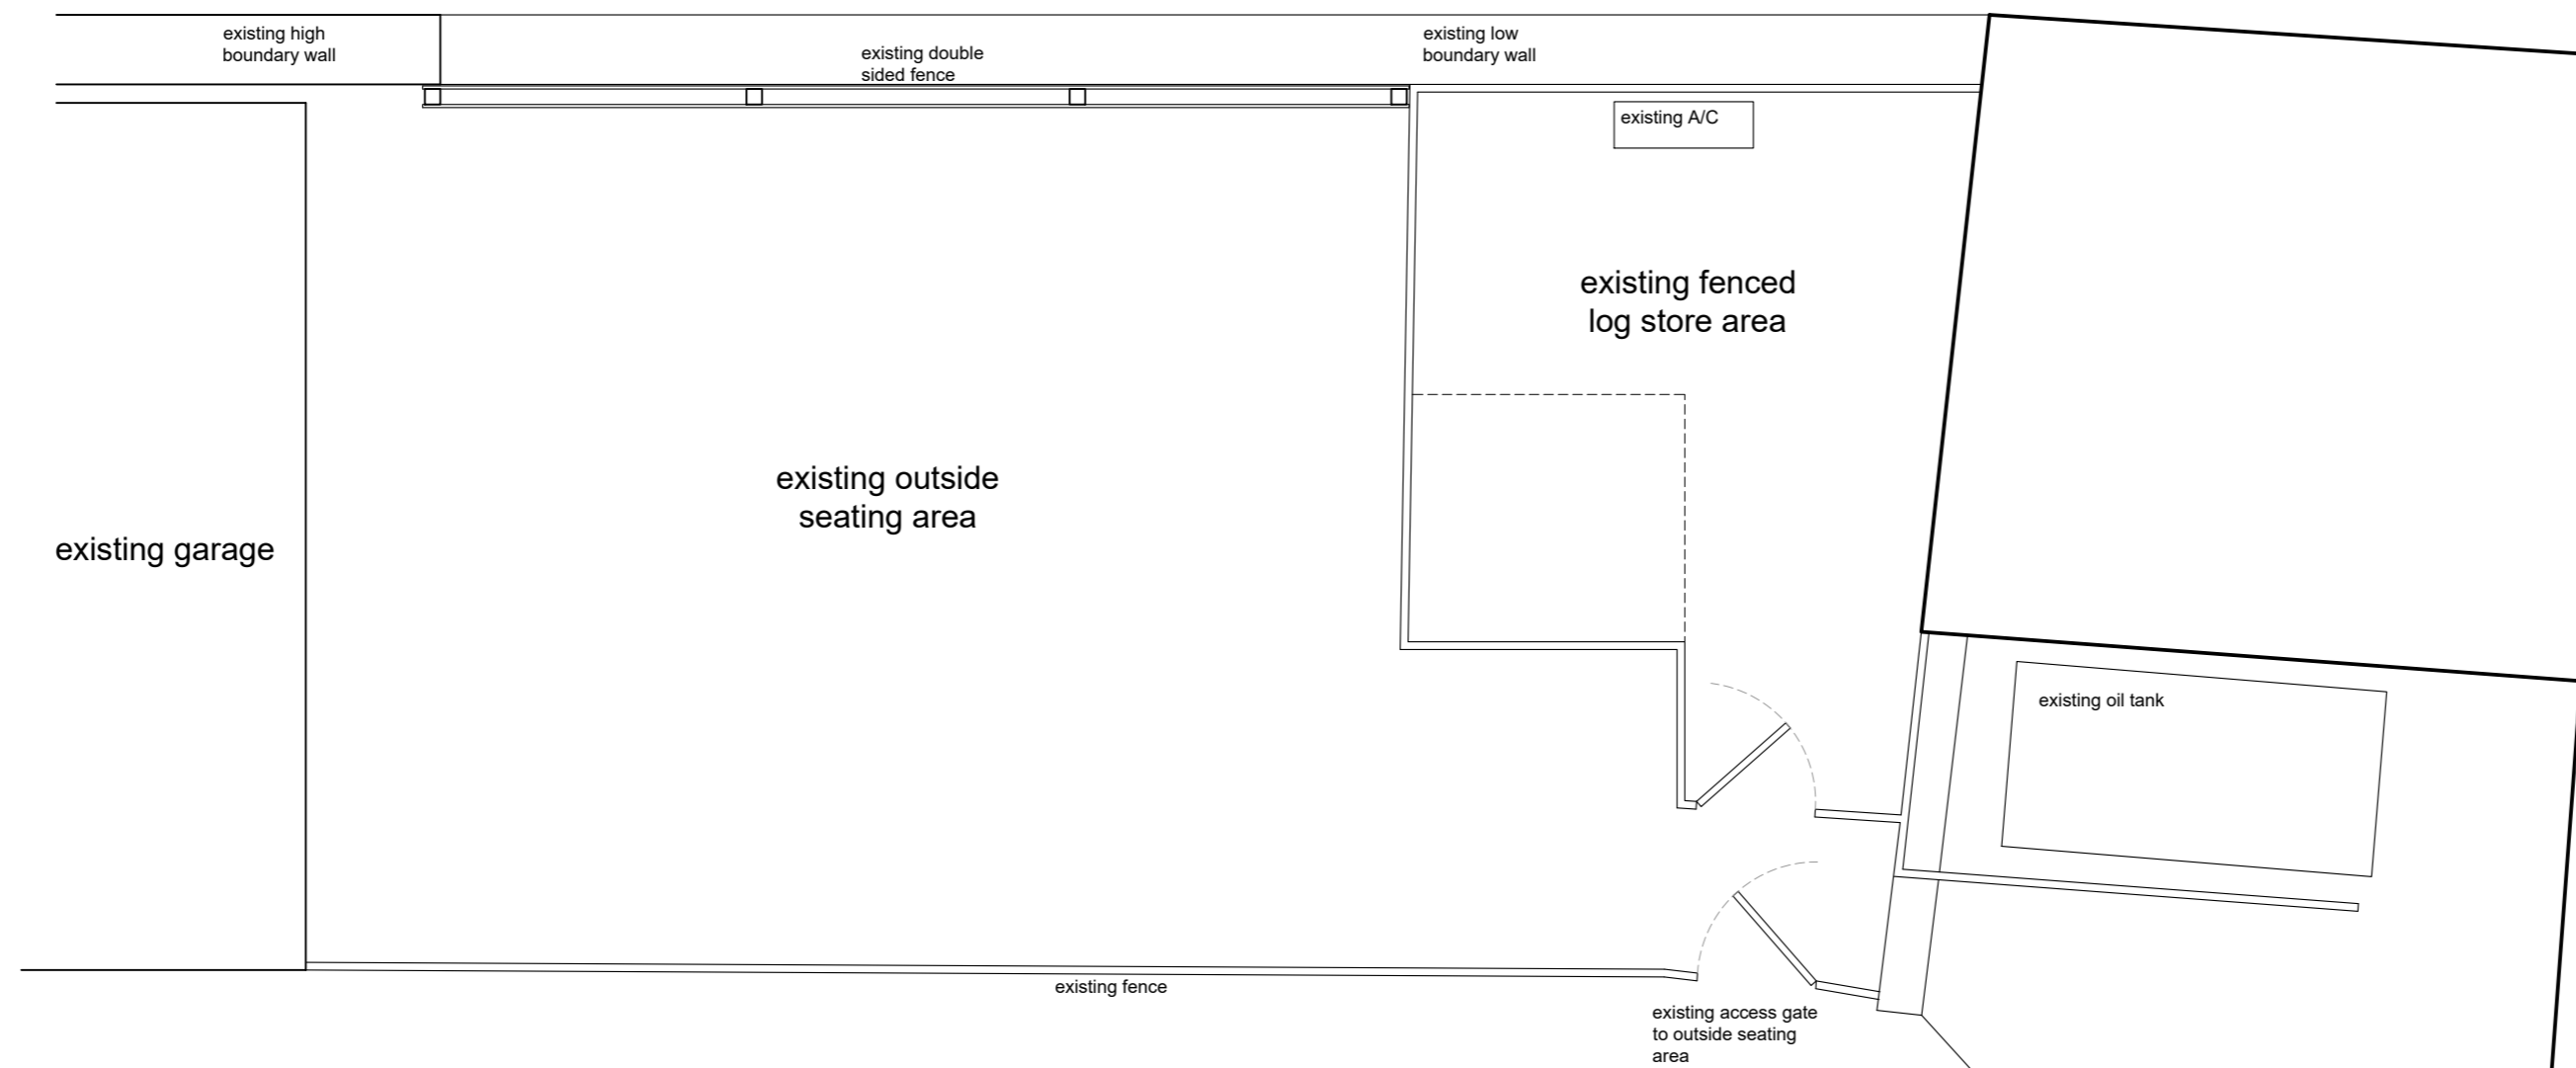 existing high
boundary wall
existing double
sided fence
existing low
boundary wall
existing A/C
existing fenced
log store area
existing outside
seating area
existing garage
existing oil tank
existing fence
existing access gate
to outside seating
area